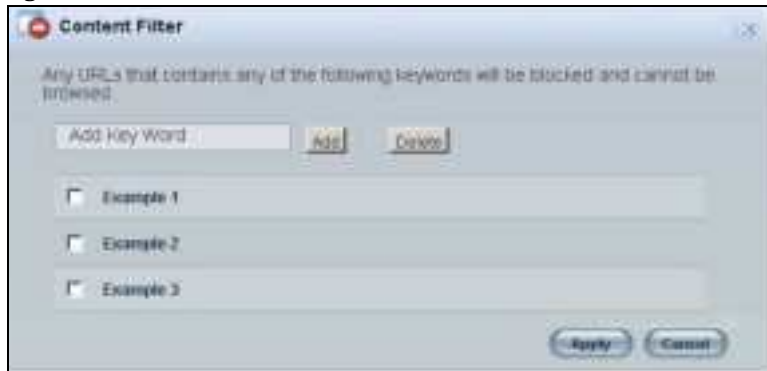 Content Filter
Any URLs that contains any of the following keywords will be blocked and cannot be
browsed.
Add Key Word Add Delete
Example 1
Example 2
Example 3
Apply Cancel